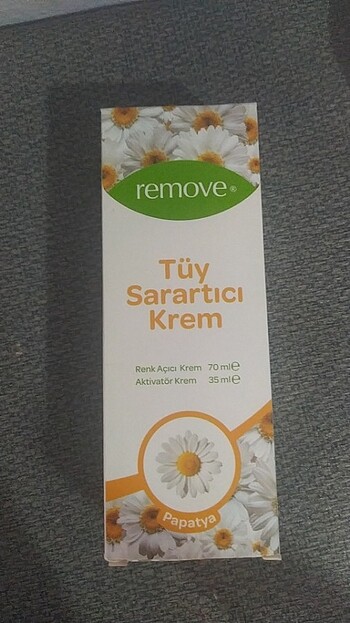 remove®
Tüy
Sarartıcı
Krem
Renk Açıcı Krem 70 ml℮
Aktivatör Krem 35 ml℮
Papatya